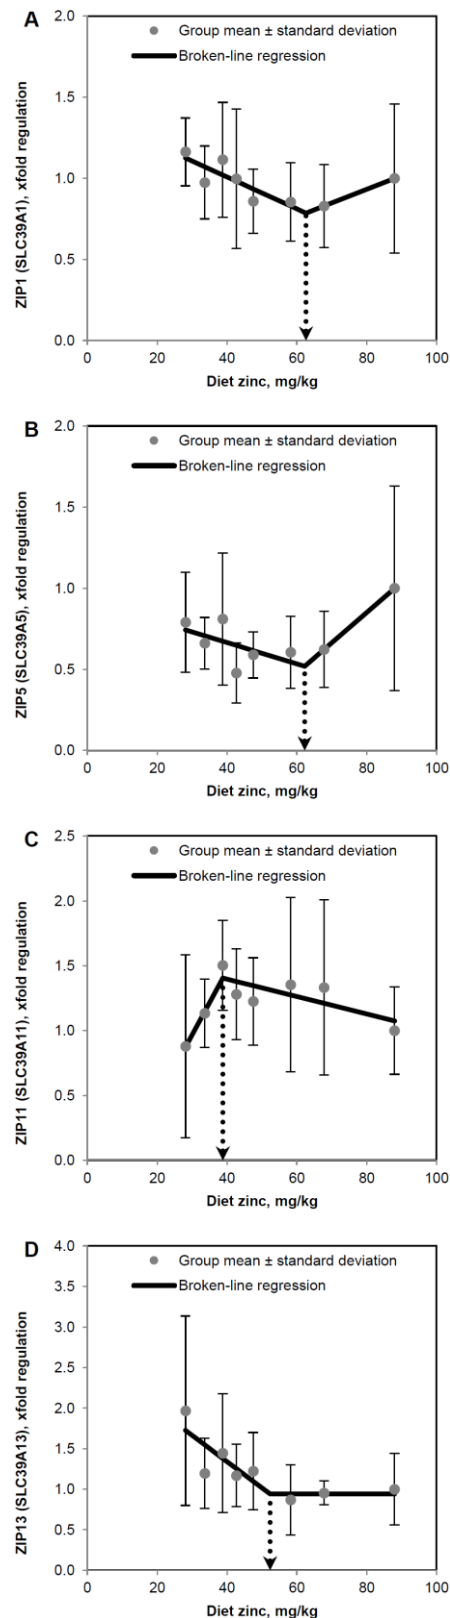 A
2.0
Group mean ± standard deviation
Broken-line regression
1.5
1.0
0.5
0.0
ZIP1 (SLC39A1), xfold regulation
0 20 40 60 80 100
Diet zinc, mg/kg
B
2.0
Group mean ± standard deviation
Broken-line regression
1.5
1.0
0.5
0.0
ZIP5 (SLC39A5), xfold regulation
0 20 40 60 80 100
Diet zinc, mg/kg
C
2.5
Group mean ± standard deviation
Broken-line regression
2.0
1.5
1.0
0.5
0.0
ZIP11 (SLC39A11), xfold regulation
0 20 40 60 80 100
Diet zinc, mg/kg
D
4.0
Group mean ± standard deviation
Broken-line regression
3.5
3.0
2.5
2.0
1.5
1.0
0.5
0.0
ZIP13 (SLC39A13), xfold regulation
0 20 40 60 80 100
Diet zinc, mg/kg